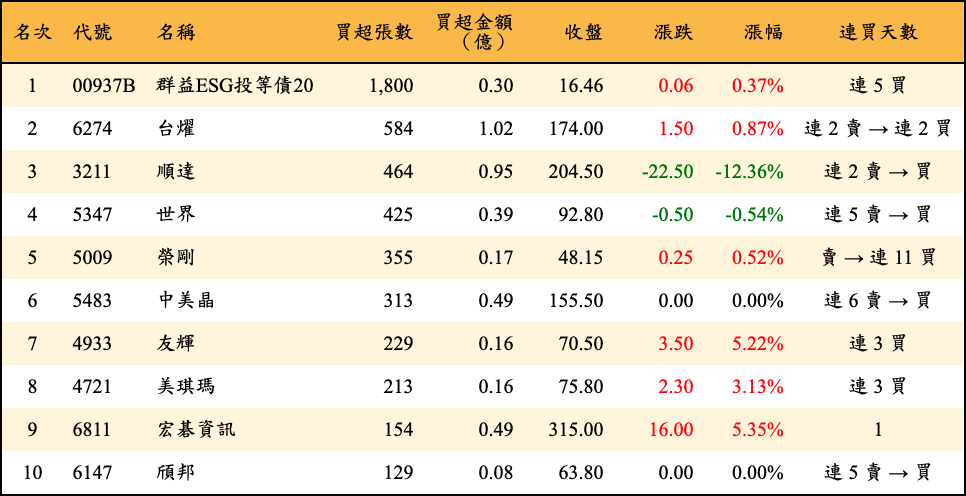 名次 代號 名稱 買超張數 買超金額（億） 收盤 漲跌 漲幅 連買天數
1 00937B 群益ESG投等債20 1,800 0.30 16.46 0.06 0.37% 連 5 買
2 6274 台燿 584 1.02 174.00 1.50 0.87% 連 2 賣 → 連 2 買
3 3211 順達 464 0.95 204.50 -22.50 -12.36% 連 2 賣 → 買
4 5347 世界 425 0.39 92.80 -0.50 -0.54% 連 5 賣 → 買
5 5009 榮剛 355 0.17 48.15 0.25 0.52% 賣 → 連 11 買
6 5483 中美晶 313 0.49 155.50 0.00 0.00% 連 6 賣 → 買
7 4933 友輝 229 0.16 70.50 3.50 5.22% 連 3 買
8 4721 美琪瑪 213 0.16 75.80 2.30 3.13% 連 3 買
9 6811 宏碁資訊 154 0.49 315.00 16.00 5.35% 1
10 6147 頎邦 129 0.08 63.80 0.00 0.00% 連 5 賣 → 買